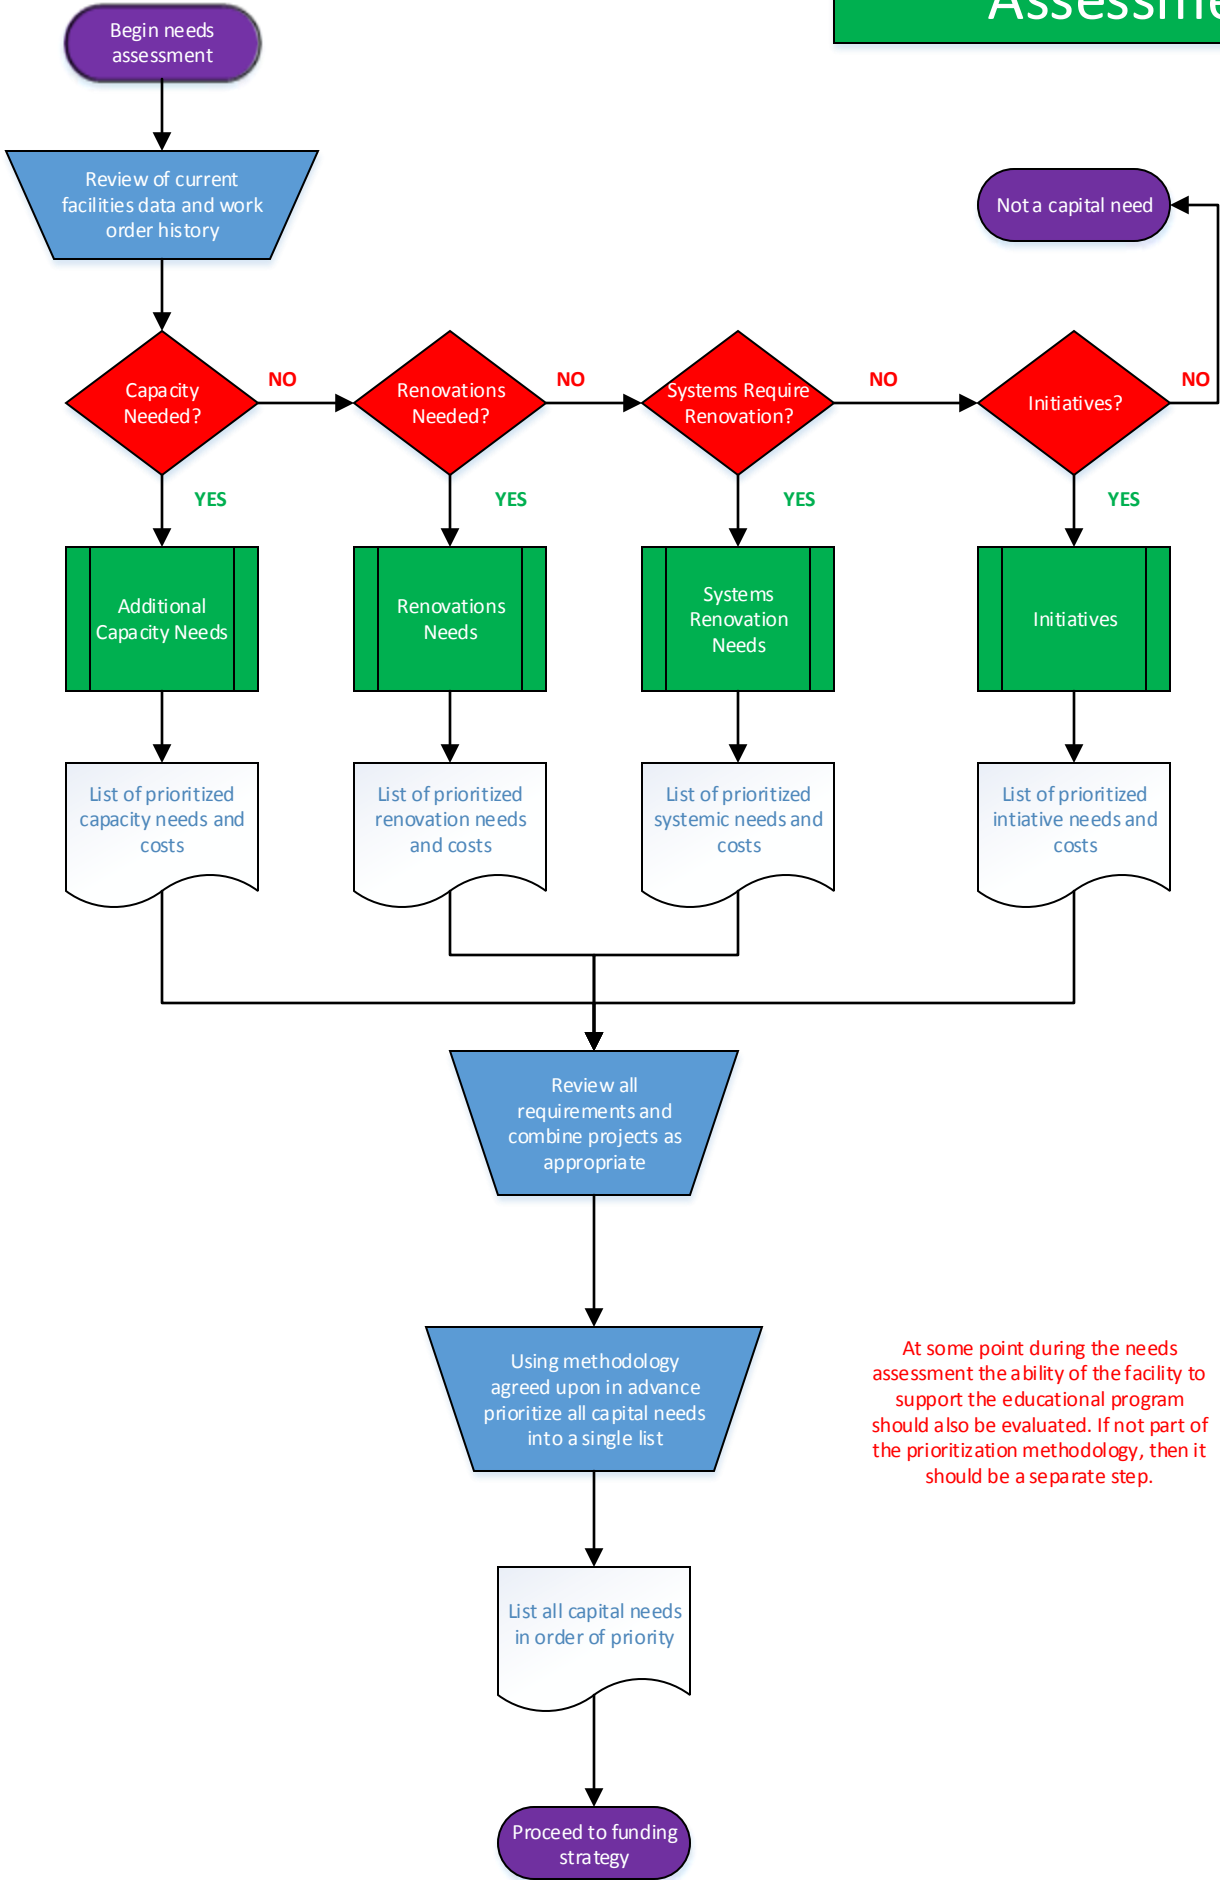 Begin needs
assessment
Review of current
facilities data and work
order history
Not a capital need
Capacity
Needed?
NO
Renovations
Needed?
NO
Systems Require
Renovation?
NO
Initiatives?
NO
YES
YES
YES
YES
Additional
Capacity Needs
Renovations
Needs
Systems
Renovation
Needs
Initiatives
List of prioritized
capacity needs and
costs
List of prioritized
renovation needs
and costs
List of prioritized
systemic needs and
costs
List of prioritized
intiative needs and
costs
Review all
requirements and
combine projects as
appropriate
Using methodology
agreed upon in advance
prioritize all capital needs
into a single list
At some point during the needs
assessment the ability of the facility to
support the educational program
should also be evaluated. If not part of
the prioritization methodology, then it
should be a separate step.
List all capital needs
in order of priority
Proceed to funding
strategy